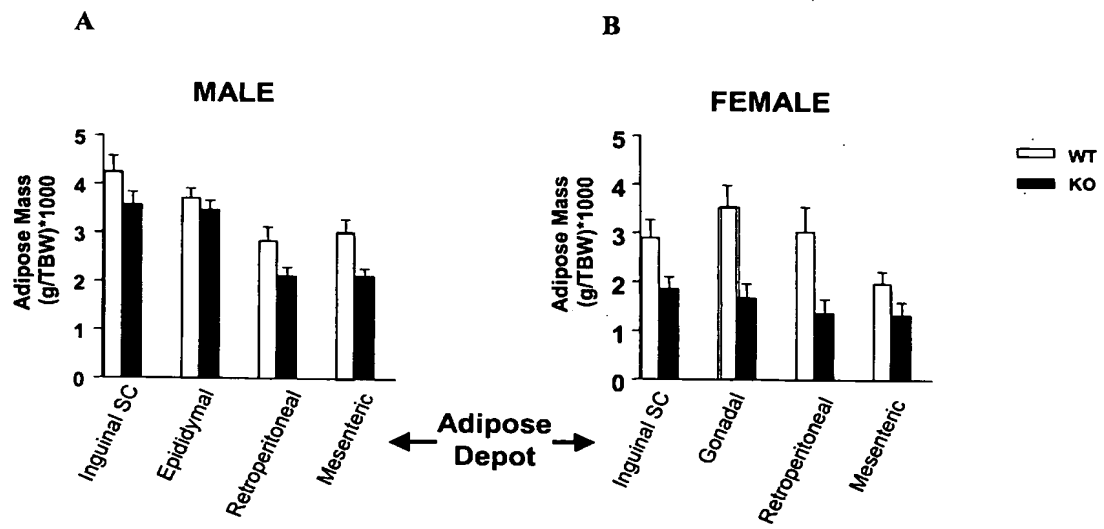 A
MALE
Adipose Mass
(g/TBW)*1000
5
4
3
2
1
0
Inguinal SC
Epididymal
Retroperitoneal
Mesenteric
Adipose
Depot
B
FEMALE
Adipose Mass
(g/TBW)*1000
5
4
3
2
1
0
Inguinal SC
Gonadal
Retroperitoneal
Mesenteric
WT
KO